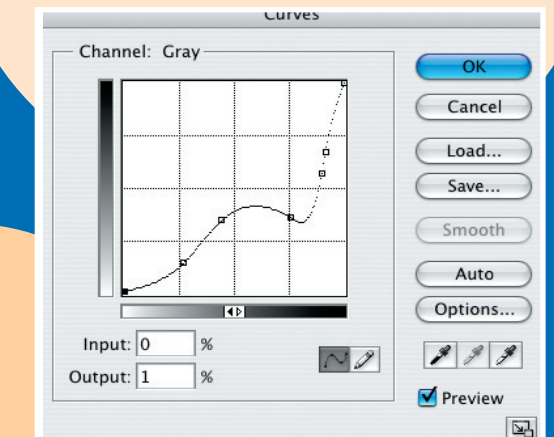 Curves
Channel: Gray
OK
Cancel
Load...
Save...
Smooth
Auto
Options...
Input: 0 %
Output: 1 %
Preview